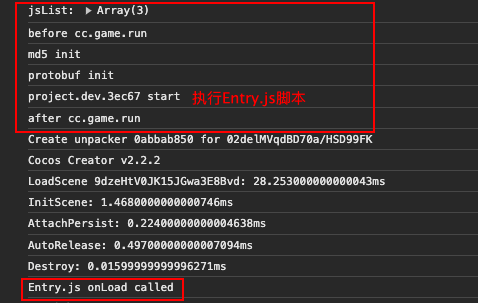 jsList: ▶Array(3)
before cc.game.run
md5 init
protobuf init
project.dev.3ec67 start 执行Entry.js脚本
after cc.game.run
Create unpacker 0abbab850 for 02delMVqdBD70a/HSD99FK
Cocos Creator v2.2.2
LoadScene 9dzeHtV0JK15JGwa3E8Bvd: 28.253000000000043ms
InitScene: 1.4680000000000746ms
AttachPersist: 0.22400000000004638ms
AutoRelease: 0.49700000000007094ms
Destroy: 0.01599999999996271ms
Entry.js onLoad called